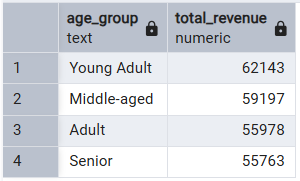 age_group total_revenue
text numeric
1 Young Adult 62143
2 Middle-aged 59197
3 Adult 55978
4 Senior 55763